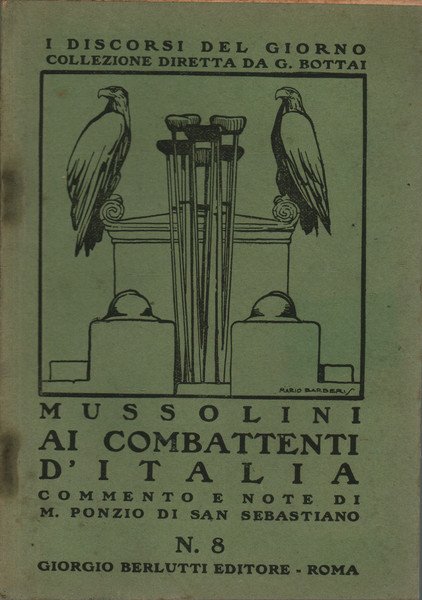 I DISCORSI DEL GIORNO
COLLEZIONE DIRETTA DA G. BOTTAI
MARIO BARBERIS
MUSSOLINI
AI COMBATTENTI
D'ITALIA
COMMENTO E NOTE DI
M. PONZIO DI SAN SEBASTIANO
N. 8
GIORGIO BERLUTTI EDITORE - ROMA